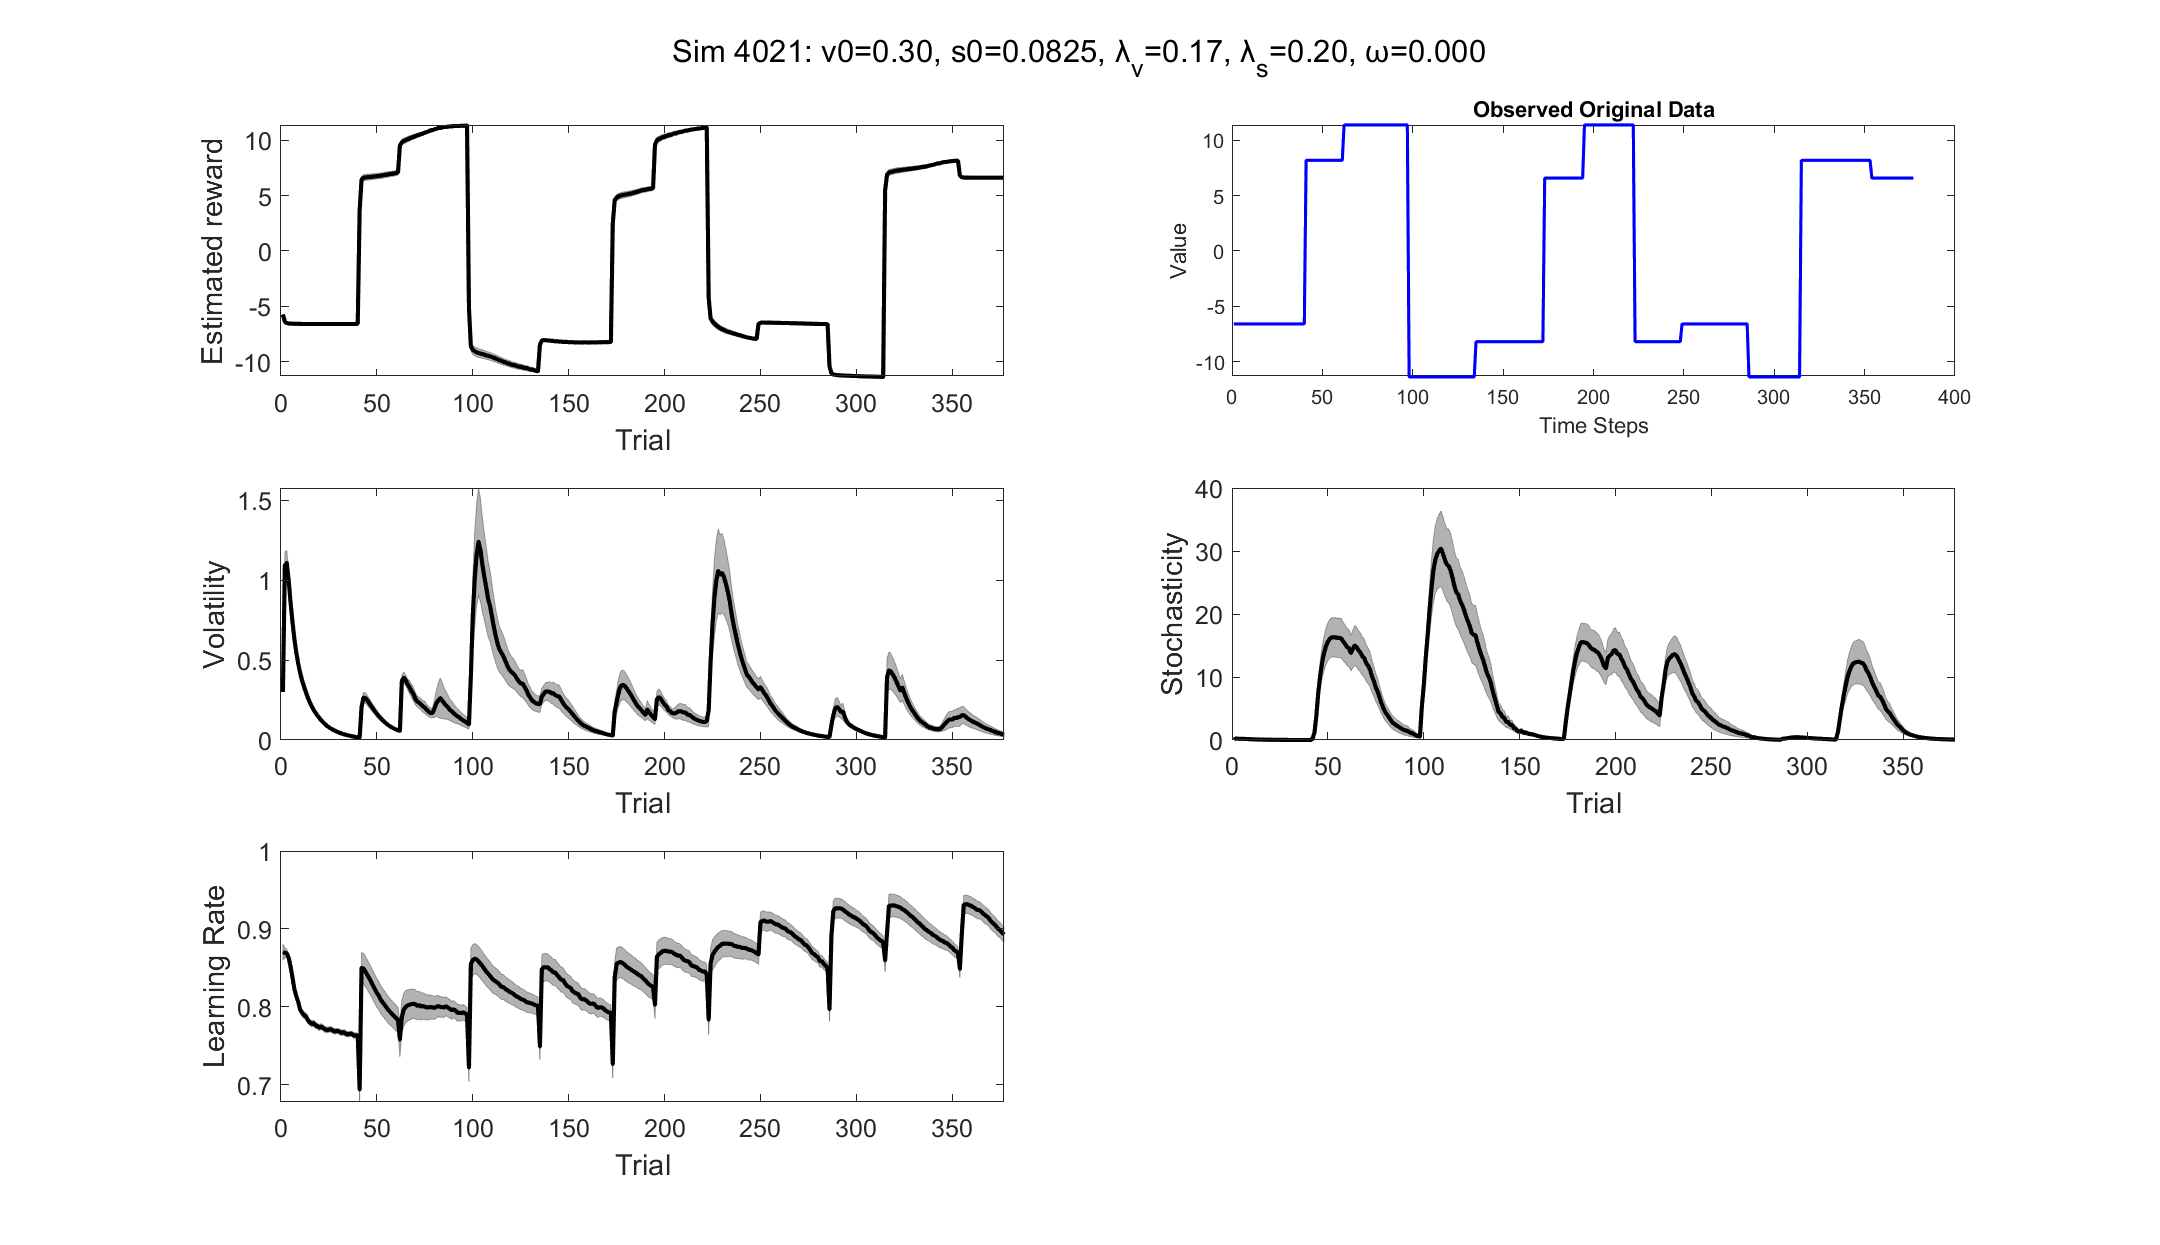 Sim 4021: v0=0.30, s0=0.0825, λv=0.17, λs=0.20, ω=0.000
Estimated reward
10
5
0
-5
-10
0 50 100 150 200 250 300 350
Trial
Observed Original Data
Value
10
5
0
-5
-10
0 50 100 150 200 250 300 350 400
Time Steps
Volatility
1.5
1
0.5
0
0 50 100 150 200 250 300 350
Trial
Stochasticity
40
30
20
10
0
0 50 100 150 200 250 300 350
Trial
Learning Rate
1
0.9
0.8
0.7
0 50 100 150 200 250 300 350
Trial